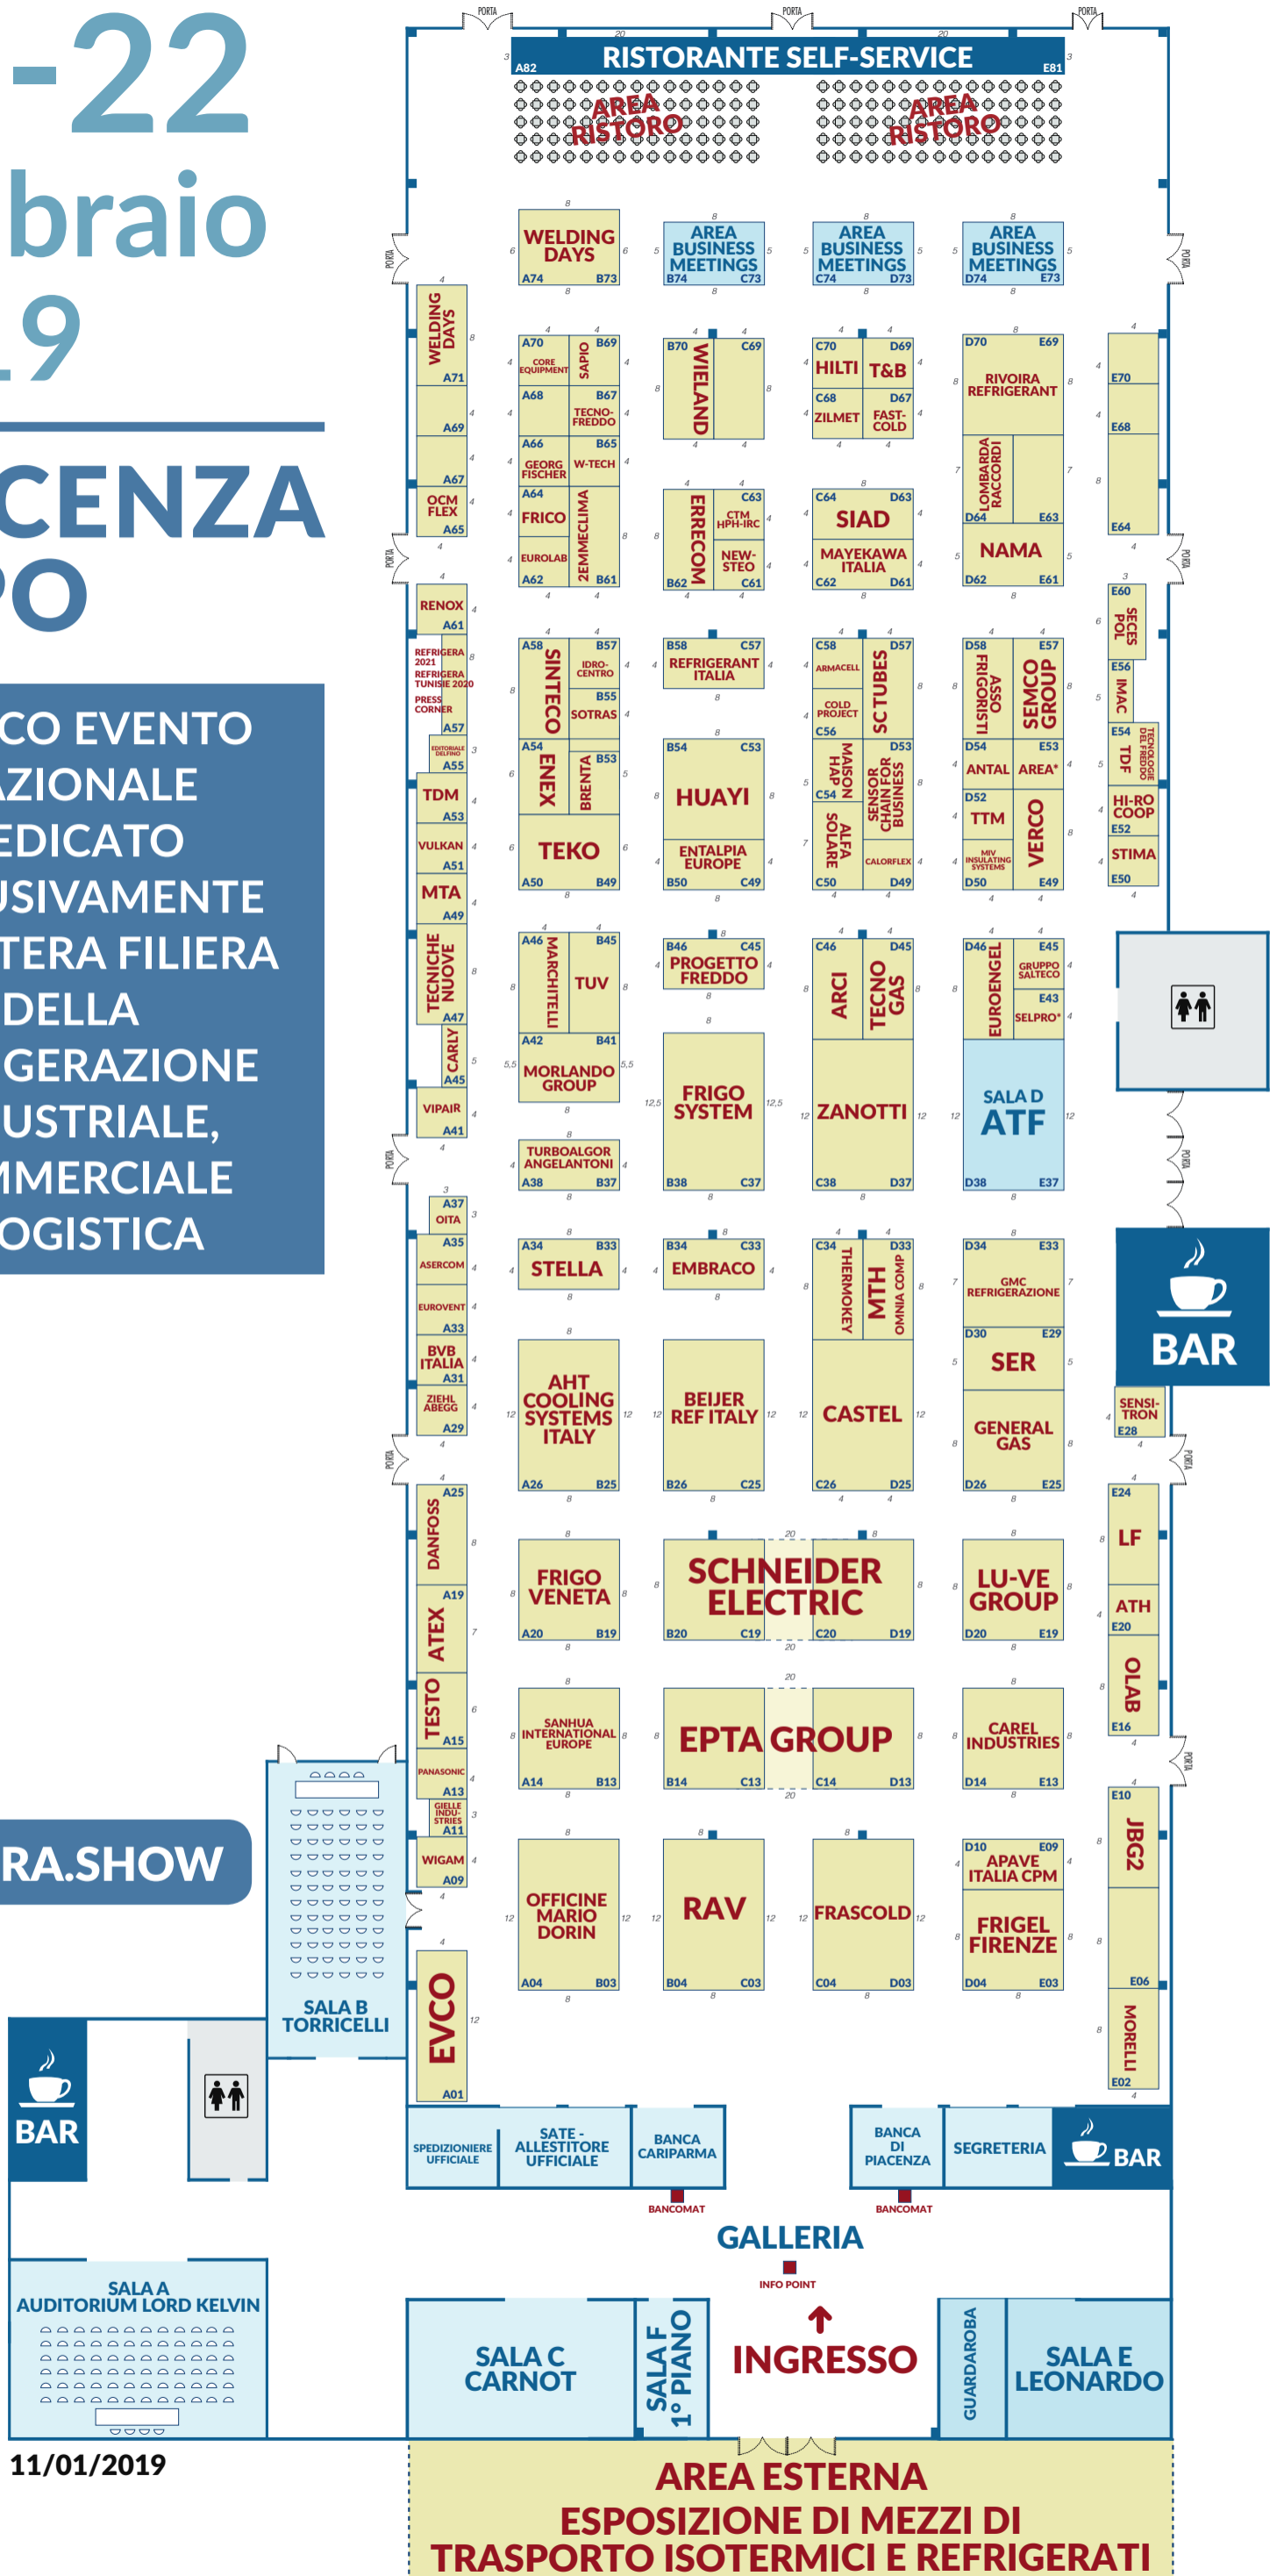 -22
braio
19
CENZA
PO
CO EVENTO
AZIONALE
EDICATO
USIVAMENTE
TERA FILIERA
DELLA
GERAZIONE
USTRIALE,
MMERCIALE
OGISTICA
RA.SHOW
11/01/2019
PORTA PORTA PORTA
RISTORANTE SELF-SERVICE
A82 E81
AREA
RISTORO
AREA
RISTORO
WELDING
DAYS
A74 B73
AREA
BUSINESS
MEETINGS
B74 C73
AREA
BUSINESS
MEETINGS
C74 D73
AREA
BUSINESS
MEETINGS
D74 E73
WELDING
DAYS
A71
A69
A67
OCM
FLEX
A65
A70
CORE
EQUIPMENT
B69
SAPIO
A68
B67
TECNO-
FREDDO
A66
GEORG
FISCHER
B65
W-TECH
A64
FRICO
EUROLAB
A62
2EMMECLIMA
B61
B70
WIELAND
C69
C70
HILTI
D69
T&B
C68
ZILMET
D67
FAST-
COLD
D70 E69
RIVOIRA
REFRIGERANT
LOMBARDA
RACCORDI
D64
E63
NAMA
D62 E61
E70
E68
E64
ERRECOM
B62
C63
CTM
HPH-IRC
NEW-
STEO
C61
C64 D63
SIAD
MAYEKAWA
ITALIA
C62 D61
RENOX
A61
REFRIGERA
2021
REFRIGERA
TUNISIE 2020
PRESS
CORNER
A57
EDITORIALE
DELFINO
A55
TDM
A53
VULKAN
A51
MTA
A49
TECNICHE
NUOVE
A47
CARLY
A45
VIPAIR
A41
A58
SINTECO
B57
IDRO-
CENTRO
B55
SOTRAS
A54
ENEX
B53
BRENTA
TEKO
A50 B49
B58 C57
REFRIGERANT
ITALIA
B54 C53
HUAYI
ENTALPIA
EUROPE
B50 C49
C58
ARMACELL
COLD
PROJECT
C56
D57
SCTUBES
MAISON
HAP
C54
D53
SENSOR
CHAIN FOR
BUSINESS
ALFA
SOLARE
C50
CALORFLEX
D49
D58
ASSO
FRIGORISTI
E57
SEMCO
GROUP
D54
ANTAL
E53
AREA*
D52
TTM
MIV
INSULATING
SYSTEMS
D50
VERCO
E49
E60
SECES
POL
E56
IMAC
E54
TDF
TECNOLOGIE
DEL FREDDO
HI-RO
COOP
E52
STIMA
E50
A46
MARCHITELLI
B45
TUV
A42 B41
MORLANDO
GROUP
TURBOALGOR
ANGELANTONI
A38 B37
B46 C45
PROGETTO
FREDDO
FRIGO
SYSTEM
B38 C37
C46
ARCI
D45
TECNO
GAS
ZANOTTI
C38 D37
D46
EUROENGEL
E45
GRUPPO
SALTECO
E43
SELPRO*
SALA D
ATF
D38 E37
A37
OITA
A35
ASERCOM
EUROVENT
A33
BVB
ITALIA
A31
ZIEHL
ABEGG
A29
A34 B33
STELLA
B34 C33
EMBRACO
C34
THERMOKEY
D33
MTH
OMNIA COMP
D34 E33
GMC
REFRIGERAZIONE
D30 E29
SER
GENERAL
GAS
D26 E25
BAR
SENSI-
TRON
E28
AHT
COOLING
SYSTEMS
ITALY
A26 B25
BEIJER
REF ITALY
B26 C25
CASTEL
C26 D25
A25
DANFOSS
A19
ATEX
TESTO
A15
PANASONIC
A13
GIELLE
INDU-
STRIES
A11
WIGAM
A09
EVCO
A01
FRIGO
VENETA
A20 B19
SCHNEIDER
ELECTRIC
B20 C19 C20 D19
LU-VE
GROUP
D20 E19
E24
LF
ATH
E20
OLAB
E16
SANHUA
INTERNATIONAL
EUROPE
A14 B13
EPTA GROUP
B14 C13 C14 D13
CAREL
INDUSTRIES
D14 E13
OFFICINE
MARIO
DORIN
A04 B03
RAV
B04 C03
FRASCOLD
C04 D03
D10 E09
APAVE
ITALIA CPM
FRIGEL
FIRENZE
D04 E03
E10
JBG2
E06
MORELLI
E02
SALA B
TORRICELLI
BAR
SPEDIZIONIERE
UFFICIALE
SATE -
ALLESTITORE
UFFICIALE
BANCA
CARIPARMA
BANCA
DI
PIACENZA
SEGRETERIA
BAR
BANCOMAT
BANCOMAT
GALLERIA
INFO POINT
INGRESSO
SALA A
AUDITORIUM LORD KELVIN
SALA C
CARNOT
SALA F
1° PIANO
GUARDAROBA
SALA E
LEONARDO
AREA ESTERNA
ESPOSIZIONE DI MEZZI DI
TRASPORTO ISOTERMICI E REFRIGERATI